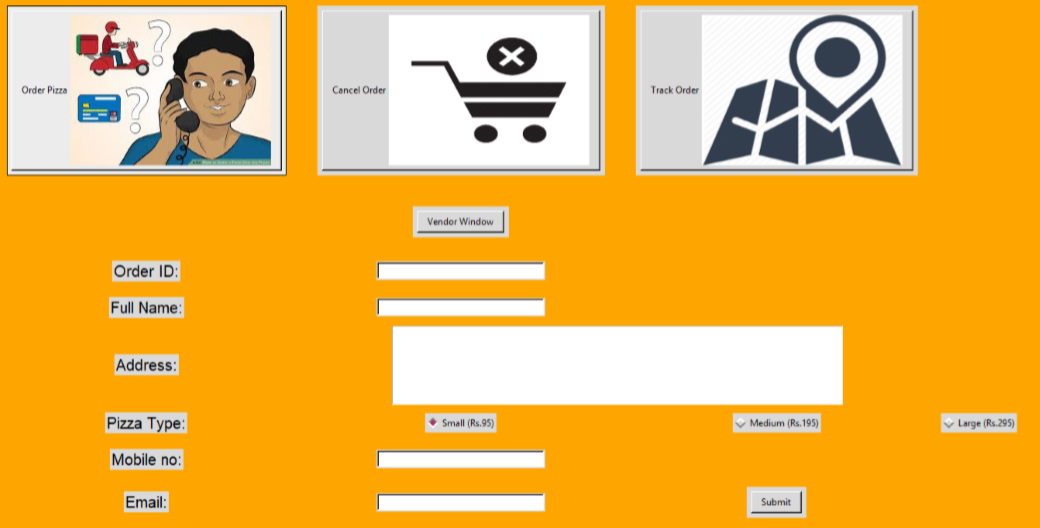 Order Pizza
Cancel Order
Track Order
Vendor Window
Order ID:
Full Name:
Address:
Pizza Type:
Small (Rs.95)
Medium (Rs.195)
Large (Rs.295)
Mobile no:
Email:
Submit